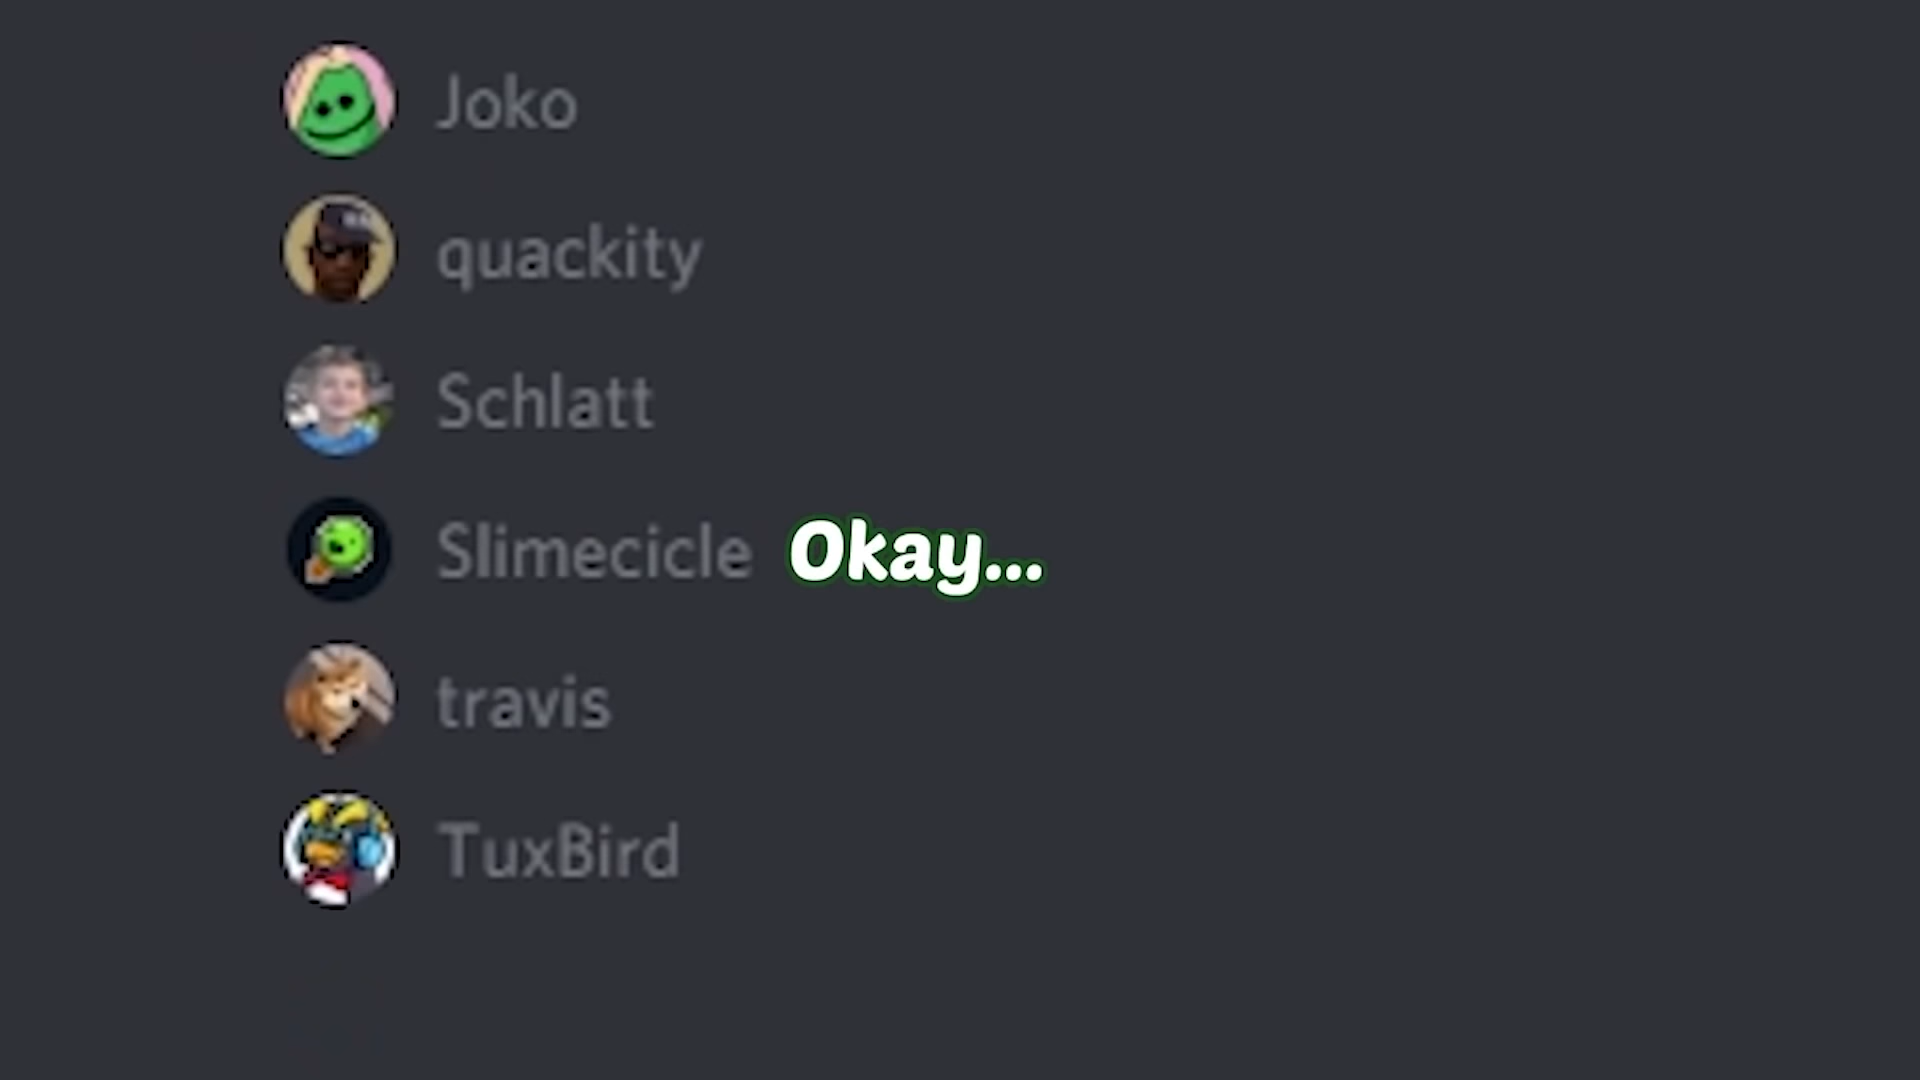 Joko
quackity
Schlatt
Slimecicle Okay...
travis
TuxBird